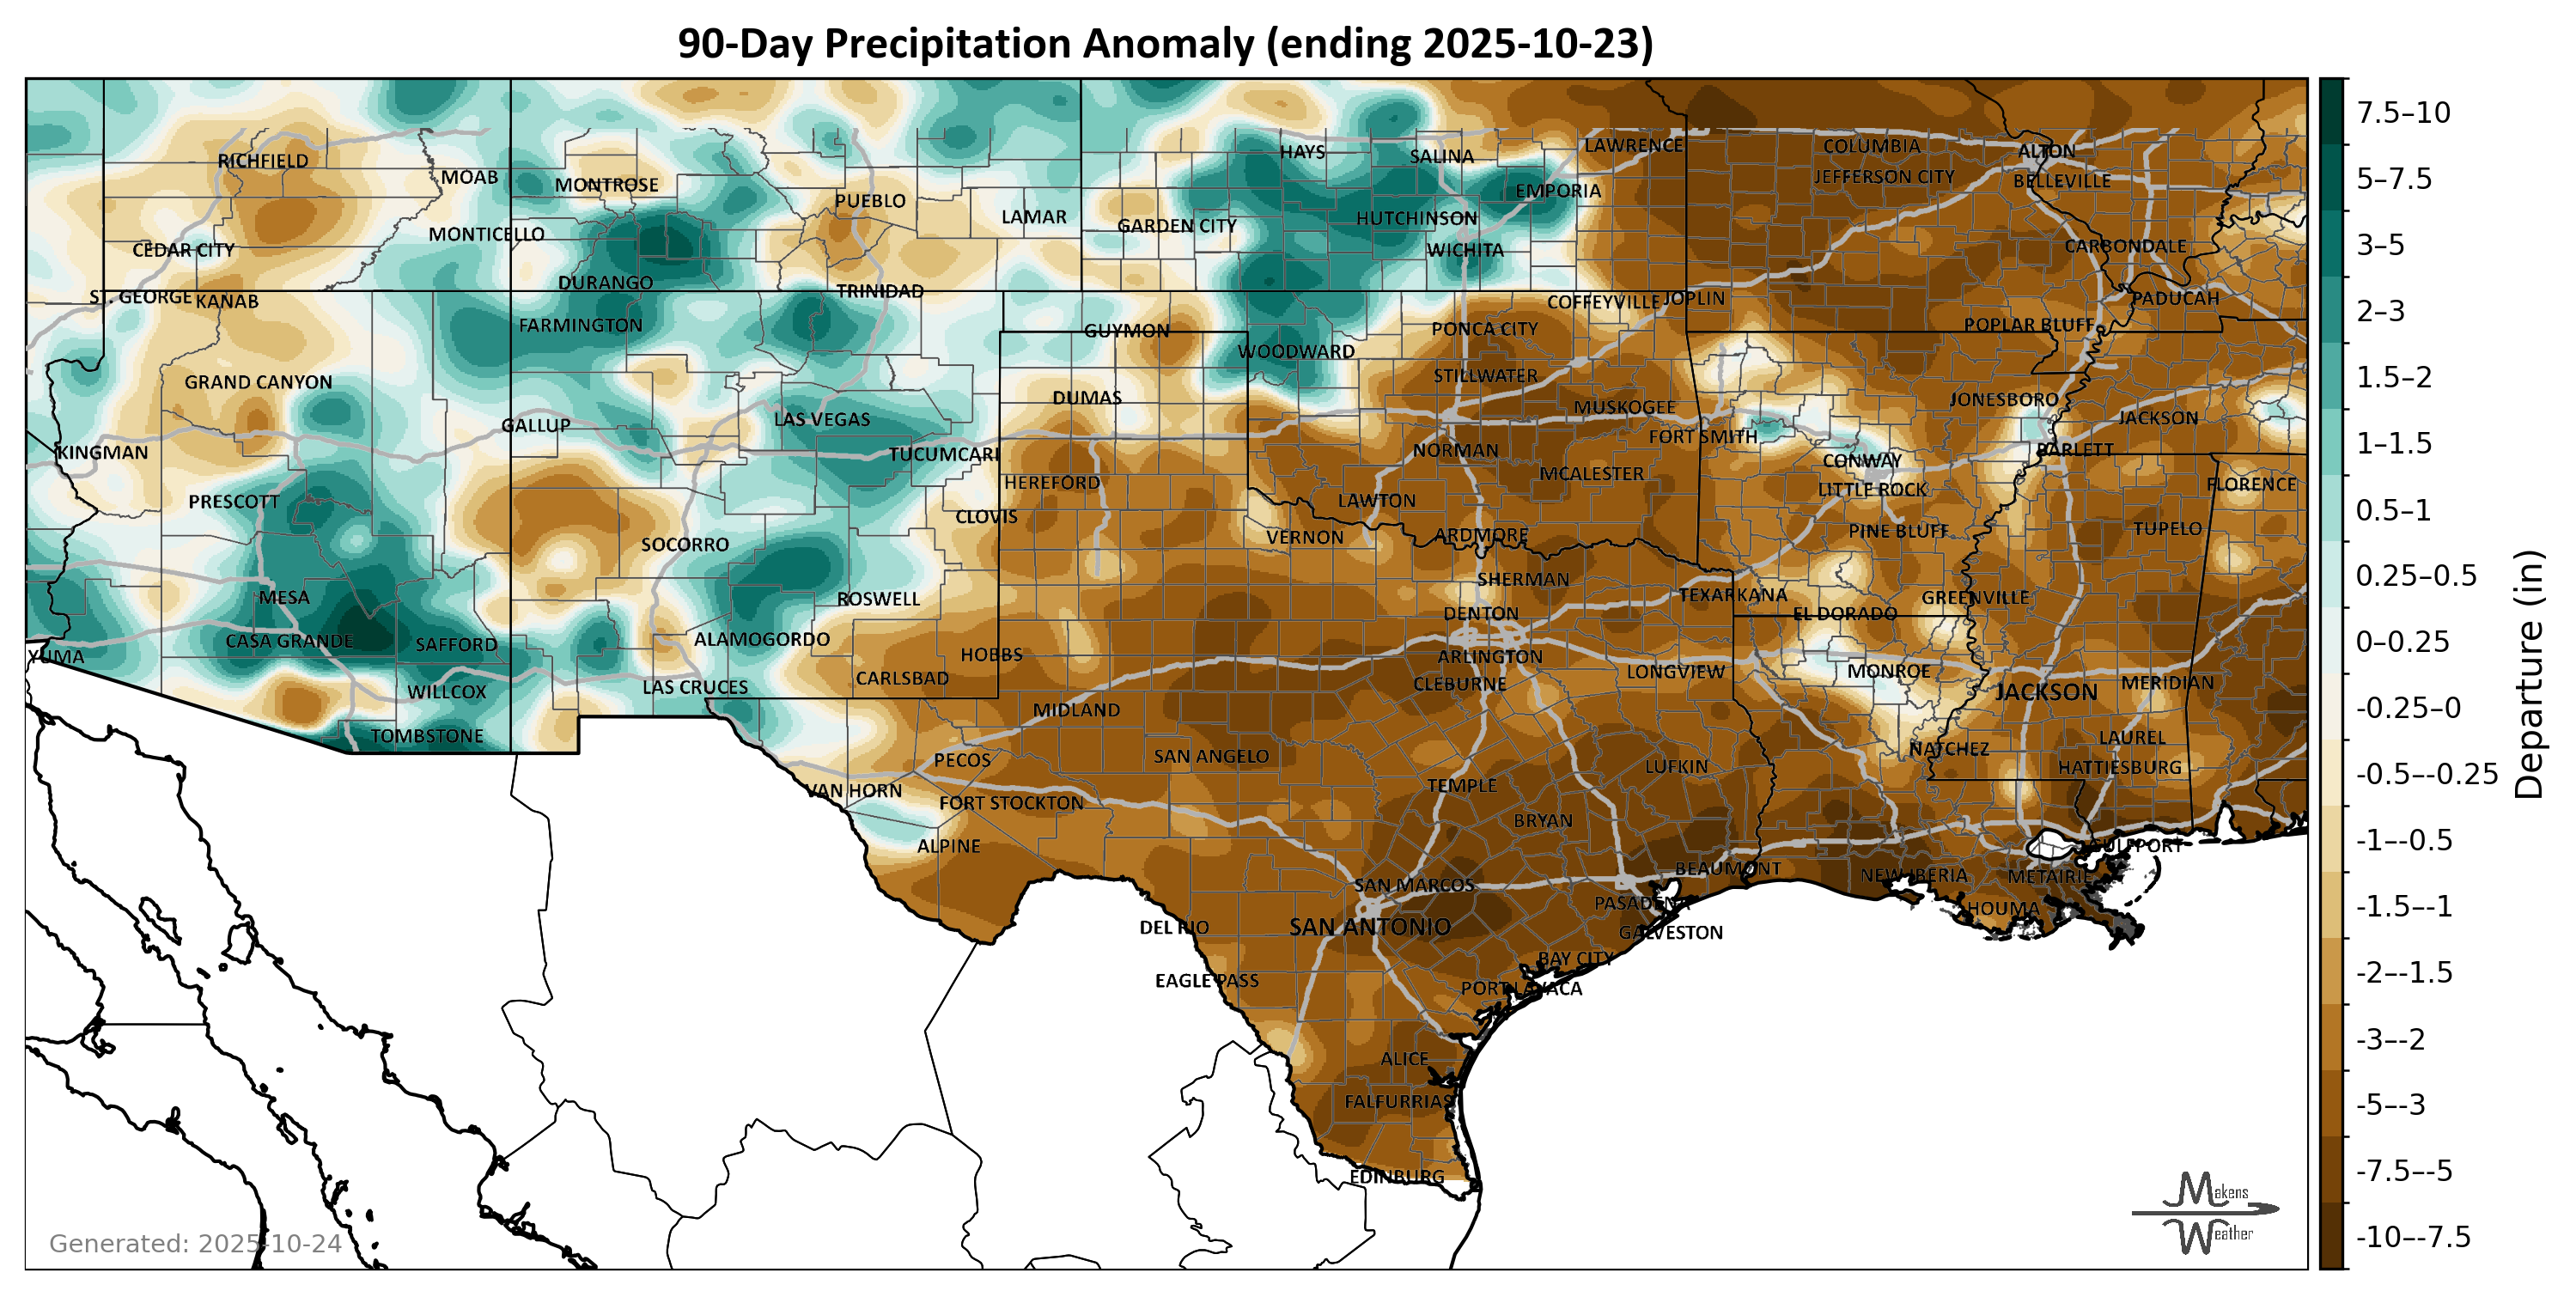 90-Day Precipitation Anomaly (ending 2025-10-23)
HAYS
SALINA
LAWRENCE
COLUMBIA
ALTON
RICHFIELD
MOAB
MONTROSE
PUEBLO
EMPORIA
JEFFERSON CITY
BELLEVILLE
MONTICELLO
LAMAR
GARDEN CITY
HUTCHINSON
CEDAR CITY
WICHITA
CARBONDALE
DURANGO
TRINIDAD
ST. GEORGE
KANAB
COFFEYVILLE
JOPLIN
PADUCAH
FARMINGTON
GUYMON
PONCA CITY
POPLAR BLUFF
WOODWARD
GRAND CANYON
DUMAS
STILLWATER
MUSKOGEE
JONESBORO
JACKSON
GALLUP
LAS VEGAS
FORT SMITH
KINGMAN
TUCUMCARI
NORMAN
CONWAY
BARLETT
PRESCOTT
HEREFORD
MCALESTER
LITTLE ROCK
FLORENCE
CLOVIS
LAWTON
SOCORRO
VERNON
ARDMORE
PINE BLUFF
TUPELO
MESA
ROSWELL
SHERMAN
TEXARKANA
GREENVILLE
CASA GRANDE
SAFFORD
ALAMOGORDO
DENTON
EL DORADO
YUMA
HOBBS
ARLINGTON
WILLCOX
LAS CRUCES
CARLSBAD
CLEBURNE
LONGVIEW
MONROE
JACKSON
MERIDIAN
TOMBSTONE
MIDLAND
PECOS
SAN ANGELO
NATCHEZ
LAUREL
VAN HORN
FORT STOCKTON
TEMPLE
LUFKIN
HATTIESBURG
ALPINE
BRYAN
GULFPORT
SAN MARCOS
BEAUMONT
NEW IBERIA
METAIRIE
DEL RIO
SAN ANTONIO
PASADENA
GALVESTON
HOUMA
EAGLE PASS
BAY CITY
PORT LAVACA
ALICE
FALFURRIAS
EDINBURG
7.5–10
5–7.5
3–5
2–3
1.5–2
1–1.5
0.5–1
0.25–0.5
0–0.25
-0.25–0
-0.5–-0.25
-1–-0.5
-1.5–-1
-2–-1.5
-3–-2
-5–-3
-7.5–-5
-10–-7.5
Departure (in)
Generated: 2025-10-24
Makens
Weather